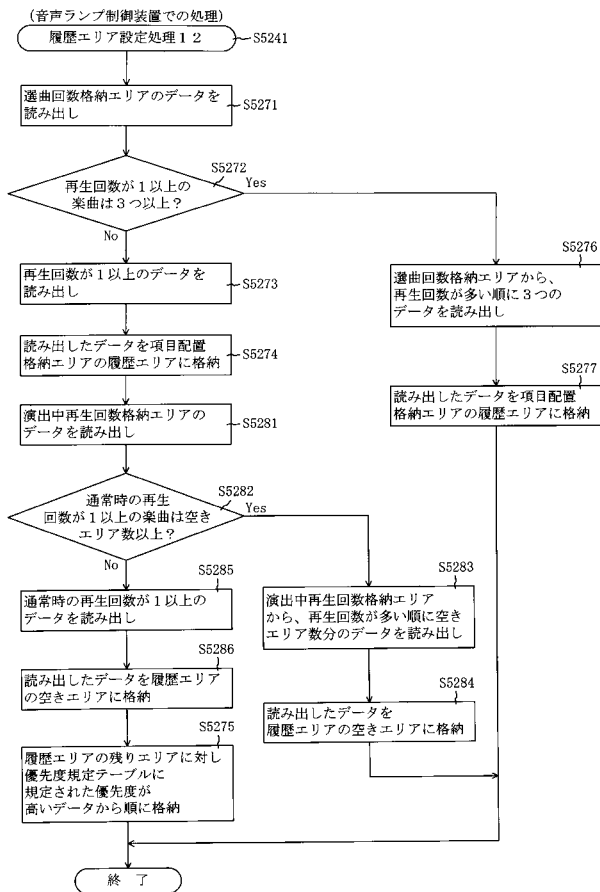 (音声ランプ制御装置での処理)
履歴エリア設定処理12
S5241
選曲回数格納エリアのデータを
読み出し
S5271
S5272
再生回数が1以上の
楽曲は3つ以上?
Yes
No
再生回数が1以上のデータを
読み出し
S5273
S5276
選曲回数格納エリアから、
再生回数が多い順に3つの
データを読み出し
読み出したデータを項目配置
格納エリアの履歴エリアに格納
S5274
S5277
読み出したデータを項目配置
格納エリアの履歴エリアに格納
演出中再生回数格納エリアの
データを読み出し
S5281
S5282
通常時の再生
回数が1以上の楽曲は空き
エリア数以上?
Yes
No
S5285
通常時の再生回数が1以上の
データを読み出し
S5283
演出中再生回数格納エリア
から、再生回数が多い順に空き
エリア数分のデータを読み出し
S5286
読み出したデータを履歴エリア
の空きエリアに格納
S5284
読み出したデータを
履歴エリアの空きエリアに格納
S5275
履歴エリアの残りエリアに対し
優先度規定テーブルに
規定された優先度が
高いデータから順に格納
終 了